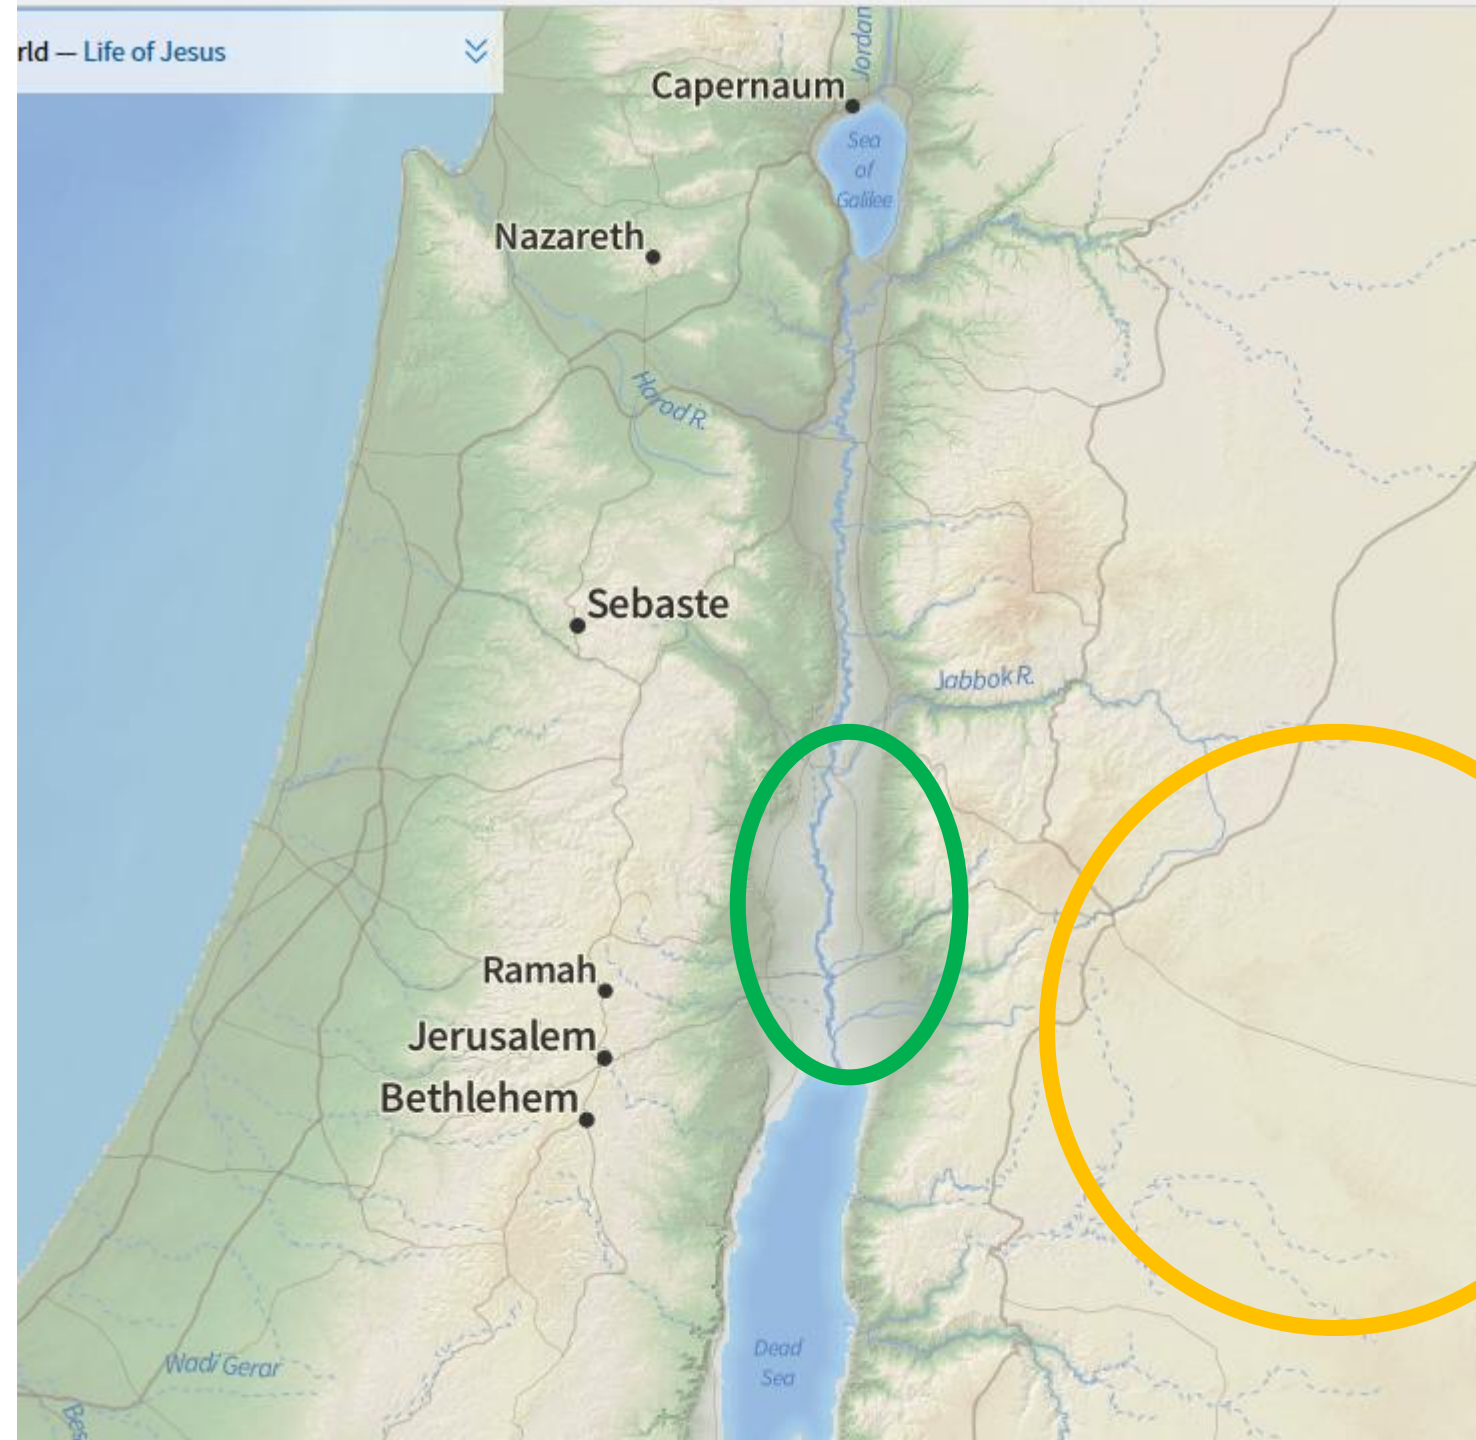 rld — Life of Jesus
Jordan
Capernaum
Sea
of
Galilee
Nazareth
Harod R.
Sebaste
Jabbok R.
Ramah
Jerusalem
Bethlehem
Dead
Sea
Wadi Gerar
Bes